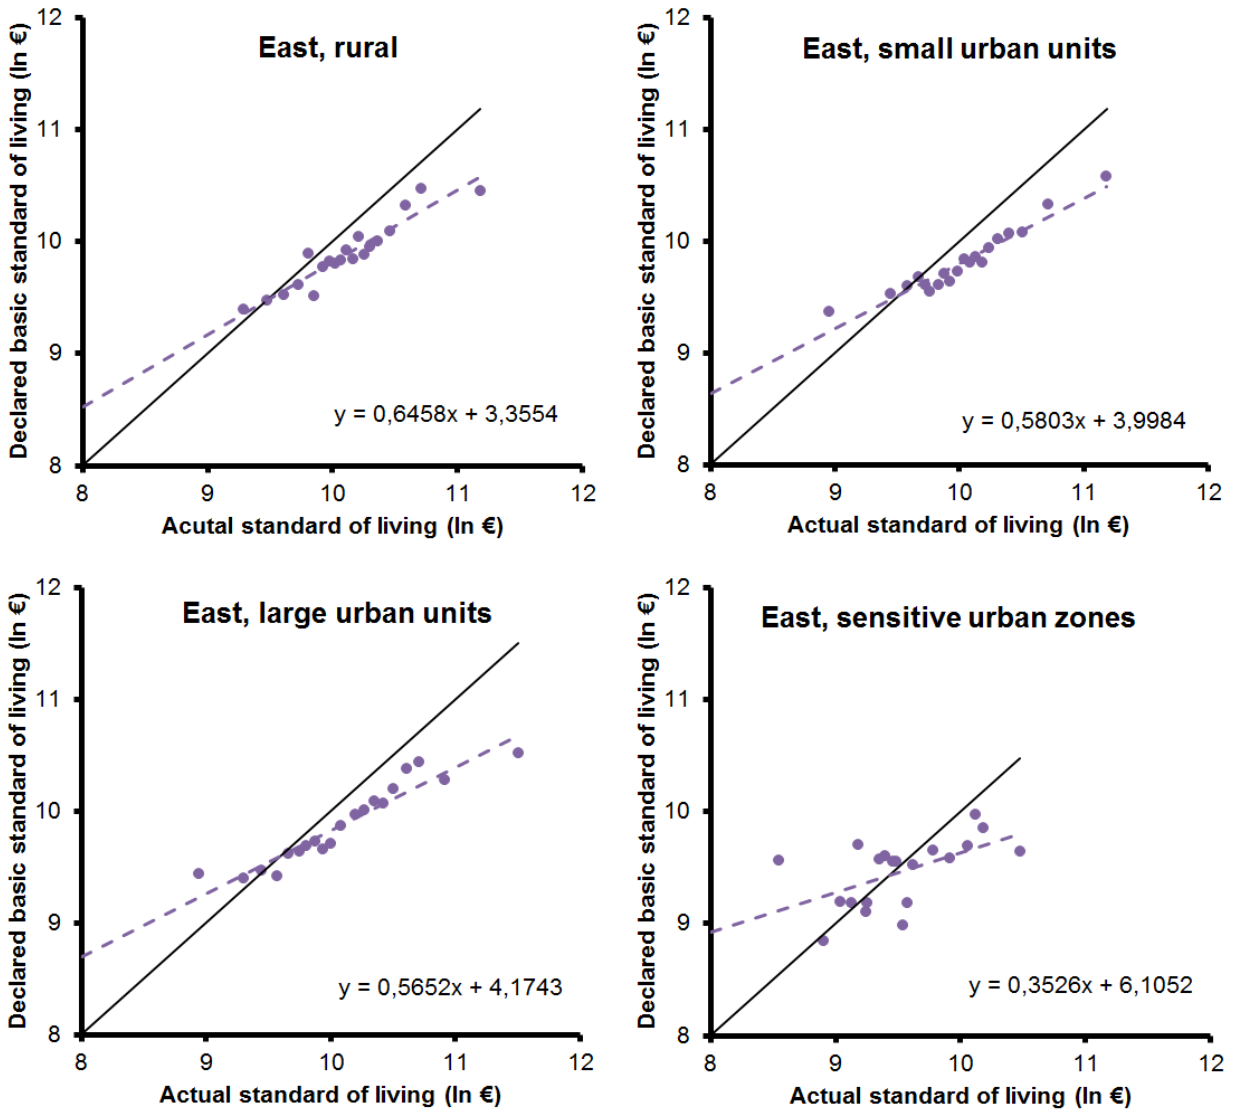 East, rural
Declared basic standard of living (ln €)
12
11
10
9
8
y = 0,6458x + 3,3554
8 9 10 11 12
Acutal standard of living (ln €)
East, small urban units
Declared basic standard of living (ln €)
12
11
10
9
8
y = 0,5803x + 3,9984
8 9 10 11 12
Actual standard of living (ln €)
East, large urban units
Declared basic standard of living (ln €)
12
11
10
9
8
y = 0,5652x + 4,1743
8 9 10 11 12
Actual standard of living (ln €)
East, sensitive urban zones
Declared basic standard of living (ln €)
12
11
10
9
8
y = 0,3526x + 6,1052
8 9 10 11 12
Actual standard of living (ln €)